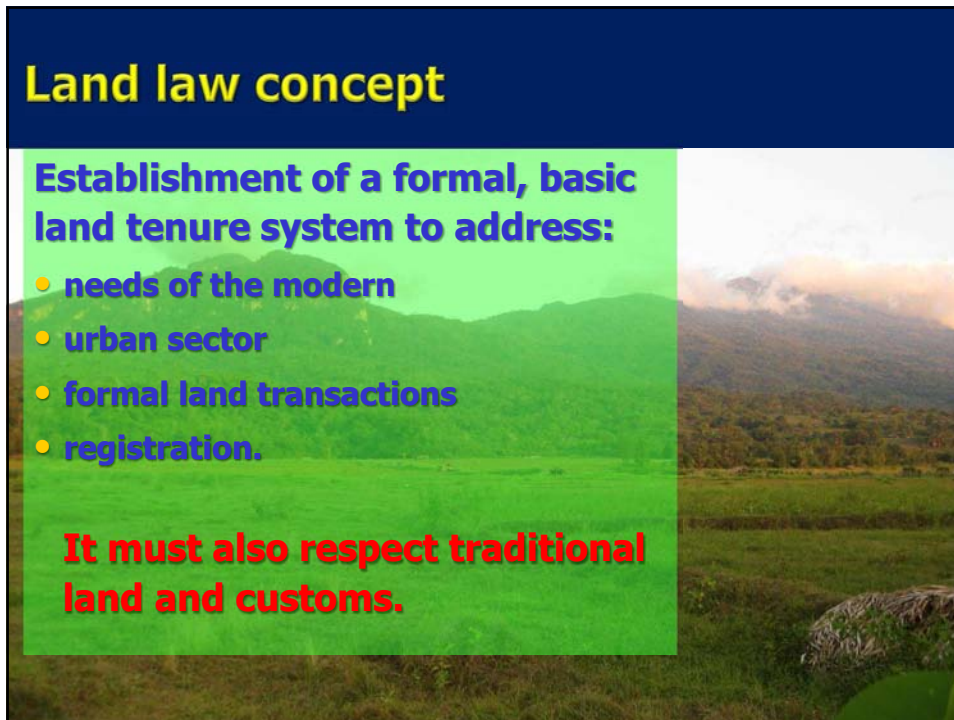 Land law concept
Establishment of a formal, basic
land tenure system to address:
• needs of the modern
• urban sector
• formal land transactions
• registration.
It must also respect traditional
land and customs.